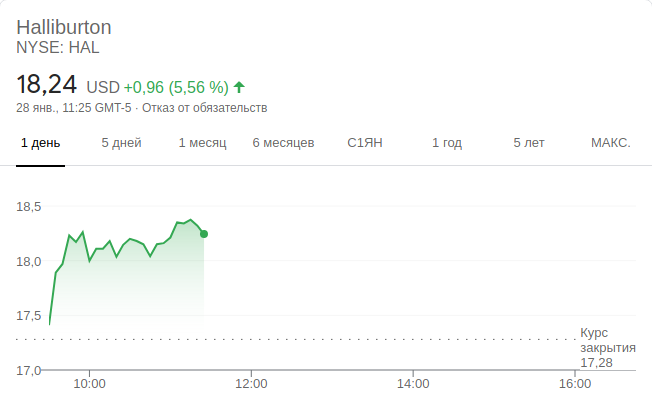 Halliburton
NYSE: HAL
18,24 USD +0,96 (5,56 %)
28 янв., 11:25 GMT-5 · Отказ от обязательств
1 день 5 дней 1 месяц 6 месяцев С1ЯН 1 год 5 лет МАКС.
18,5
18,0
17,5
Курс
закрытия
17,28
17,0
10:00 12:00 14:00 16:00